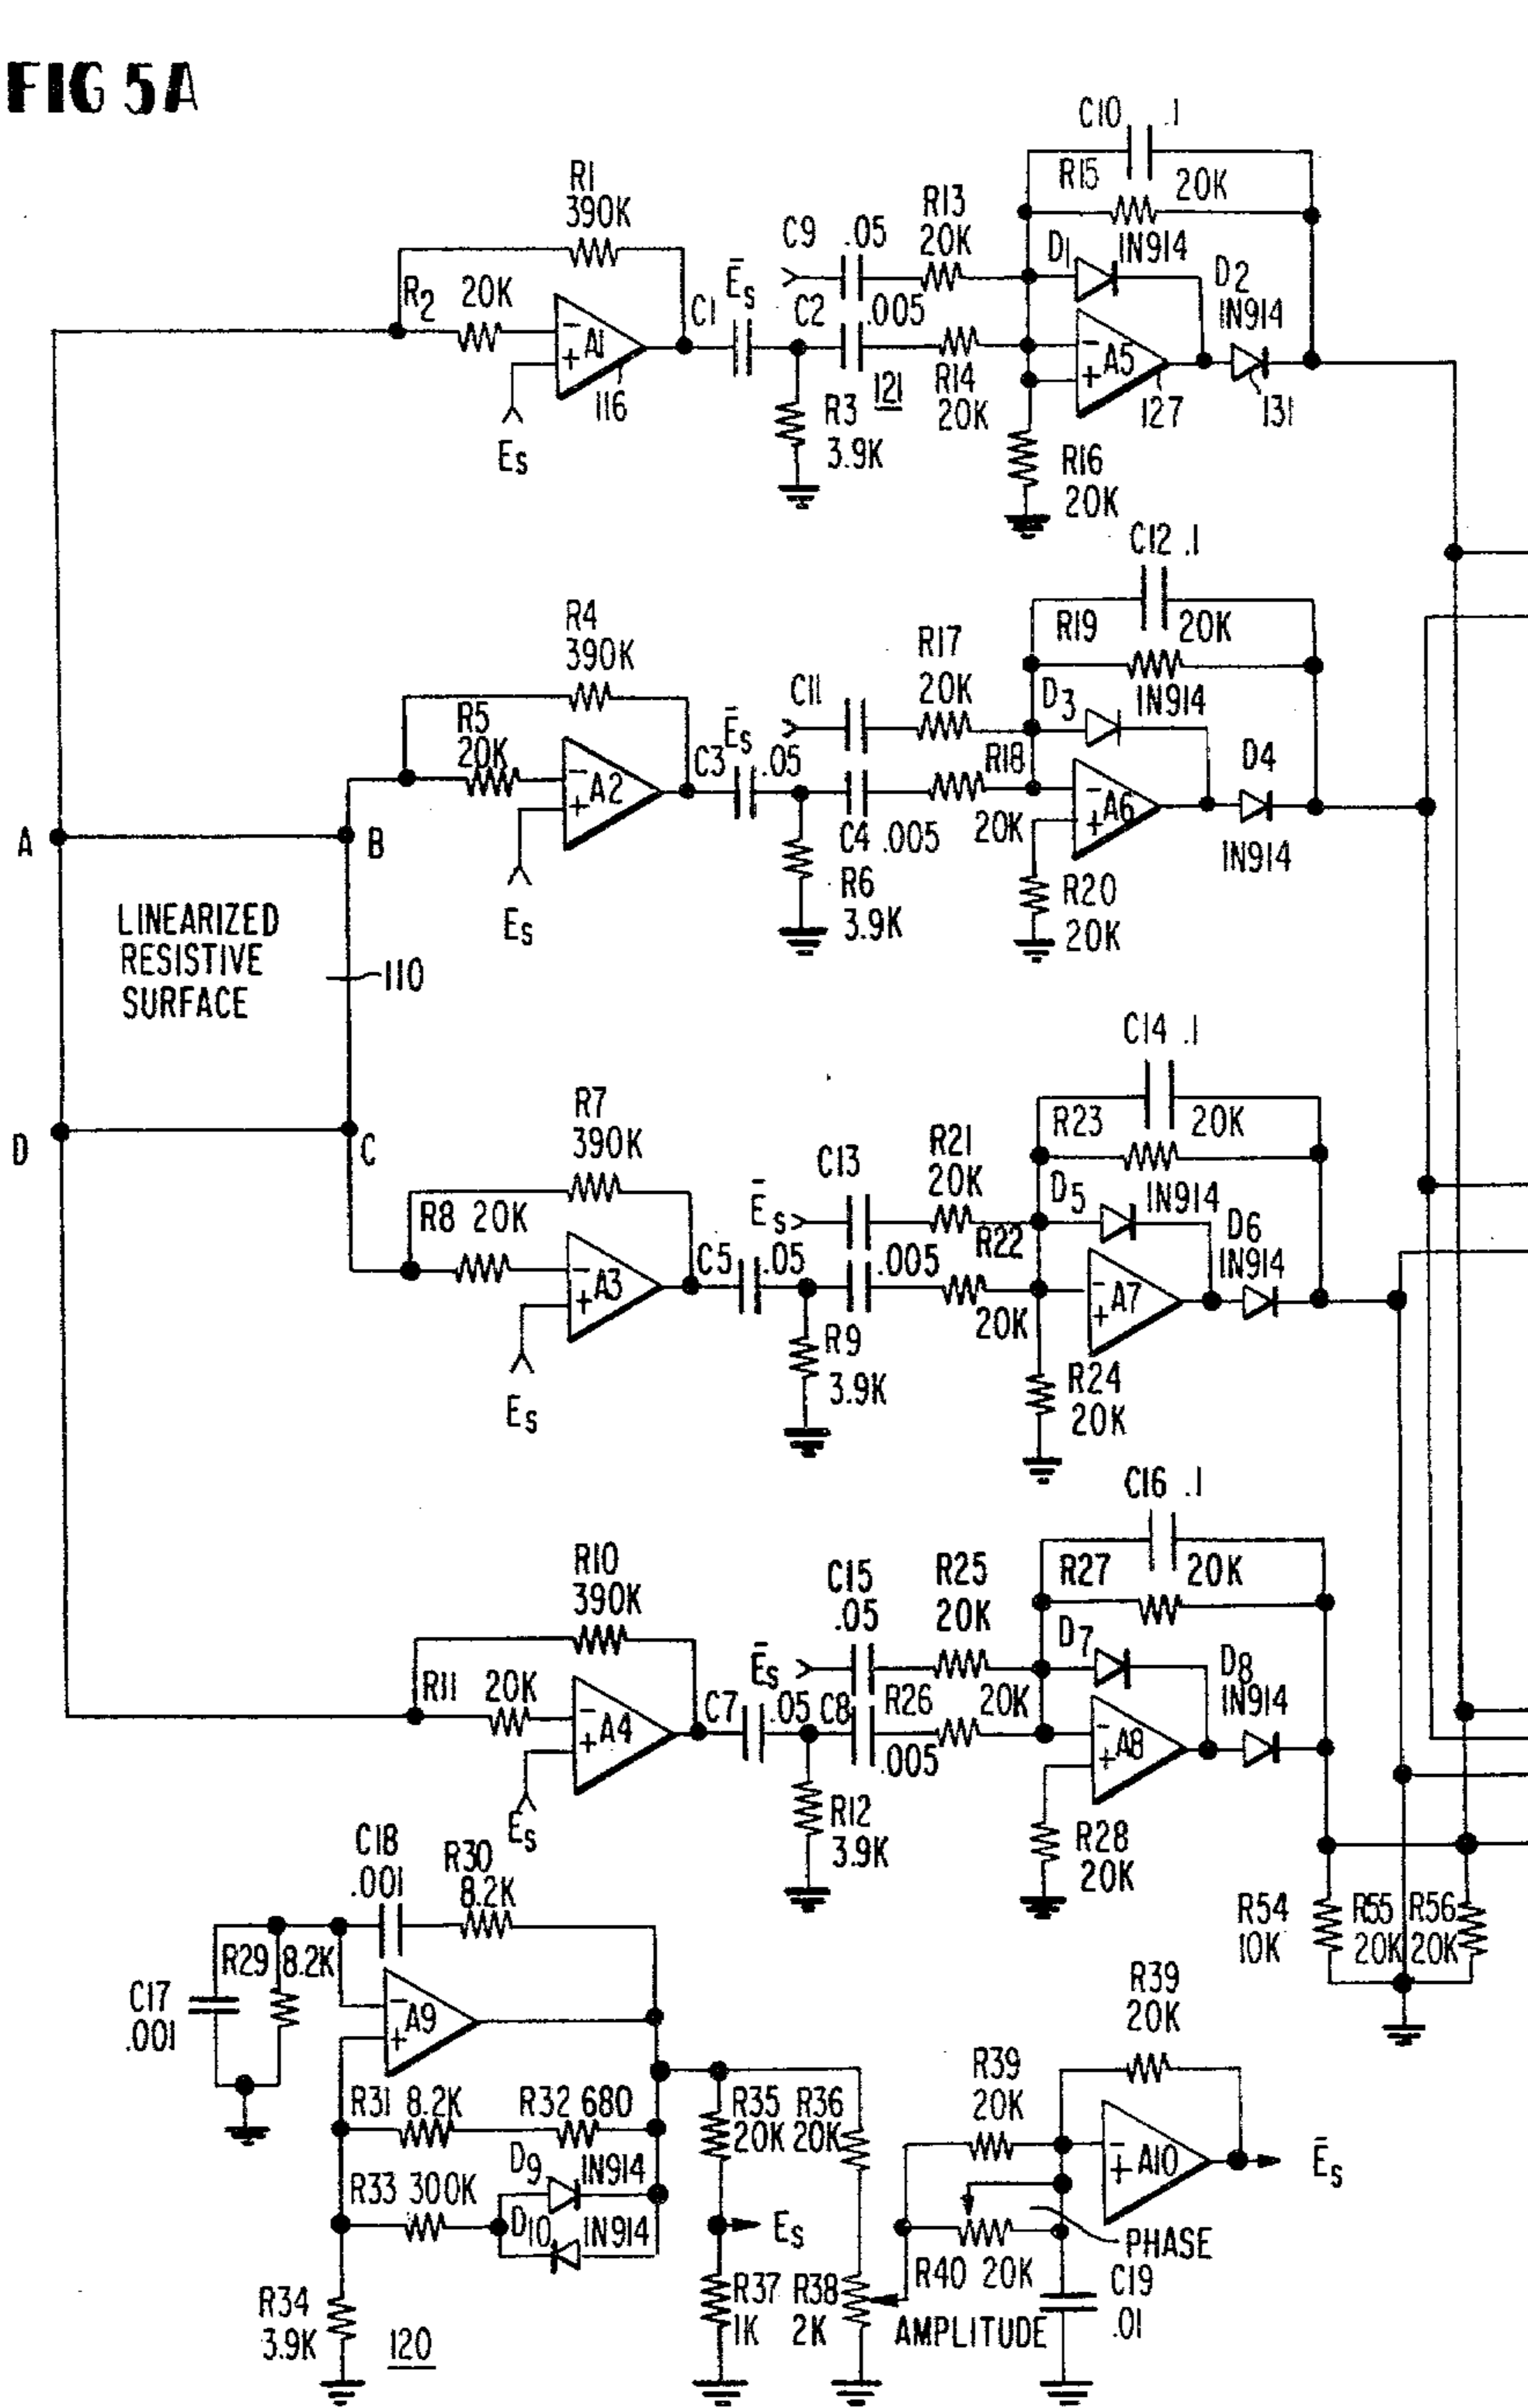 FIG 5A
C10 .1
R15 20K
R1
390K
R13
20K
C9 .05
D1 1N914
D2
1N914
R2 20K
C1
Ēs
C2 .005
A1
A5
+
116
Es
R3
3.9K
121
R14
20K
127
131
R16
20K
C12 .1
R4
390K
R19 20K
R17
20K
C11
D3 1N914
R5
20K
Ēs
C3 .05
R18
20K
D4
1N914
A2
A6
C4 .005
R6
3.9K
R20
20K
Es
A
B
LINEARIZED
RESISTIVE
SURFACE
110
C14 .1
D
C
R7
390K
R23 20K
R21
20K
C13
D5 1N914
R8 20K
Ēs
C5 .05
.005
R22
20K
D6
1N914
A3
A7
Es
R9
3.9K
R24
20K
C16 .1
R10
390K
C15
.05
R25
20K
R27 20K
D7
R11 20K
Ēs
C7 .05
C8
.005
R26 20K
D8
1N914
A4
A8
Es
R12
3.9K
R28
20K
C18
.001
R30
8.2K
R54
10K
R55
20K
R56
20K
R29 8.2K
C17
.001
A9
R39
20K
R39
20K
R31 8.2K
R32 680
R35
20K
R36
20K
D9 1N914
R33 300K
D10 1N914
A10
Ēs
Es
PHASE
R40 20K
R34
3.9K
120
R37
1K
R38
2K
AMPLITUDE
C19
.01